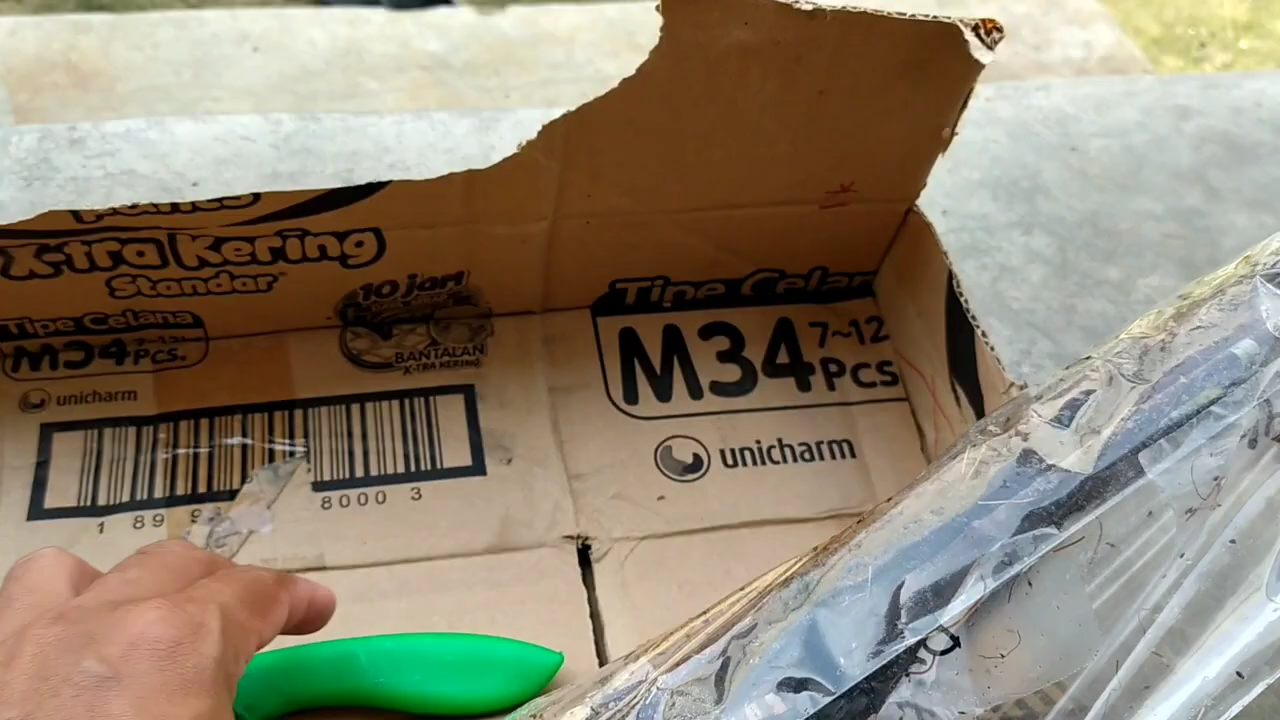 pants
X-tra Kering
Standar
Tipe Celana
M34 PCS.
unicharm
10 jam
BANTALAN
X-TRA KERING
1 89
8000 3
Tipe Celana
M34 7~12
PCS
unicharm